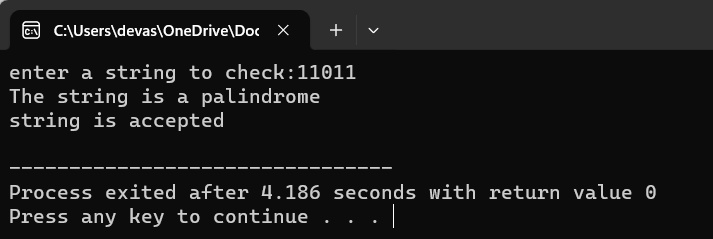 C:\Users\devas\OneDrive\Doc
enter a string to check:11011
The string is a palindrome
string is accepted
--------------------------------
Process exited after 4.186 seconds with return value 0
Press any key to continue . . .